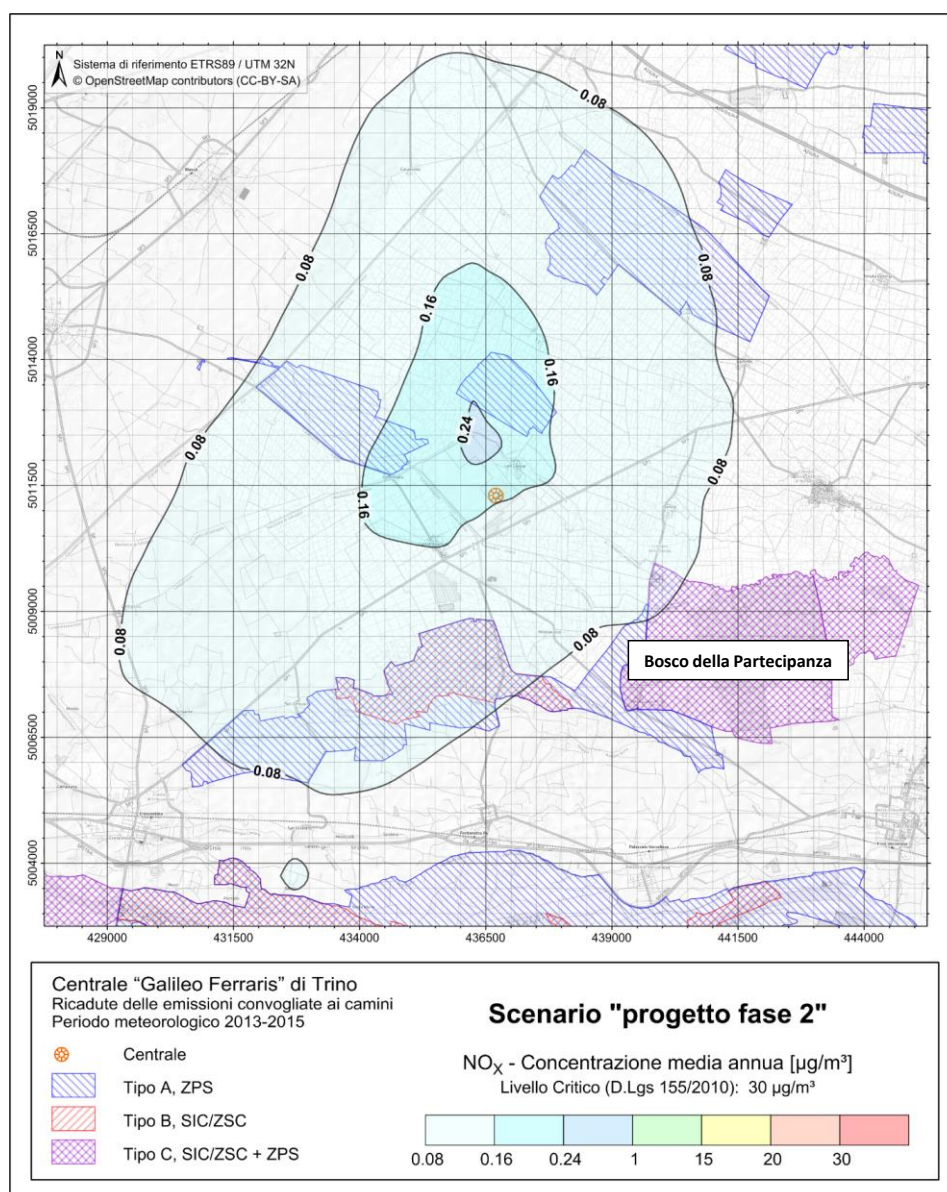 N
Sistema di riferimento ETRS89 / UTM 32N
© OpenStreetMap contributors (CC-BY-SA)
0.08
0.08
0.08
0.16
0.16
0.24
0.08
0.08
0.16
0.08
0.08
0.08
Bosco della Partecipanza
5019000
5016500
5014000
5011500
5009000
5006500
5004000
429000
431500
434000
436500
439000
441500
444000
Centrale “Galileo Ferraris” di Trino
Ricadute delle emissioni convogliate ai camini
Periodo meteorologico 2013-2015
Centrale
Tipo A, ZPS
Tipo B, SIC/ZSC
Tipo C, SIC/ZSC + ZPS
Scenario "progetto fase 2"
NOX - Concentrazione media annua [µg/m³]
Livello Critico (D.Lgs 155/2010): 30 µg/m³
0.08
0.16
0.24
1
15
20
30